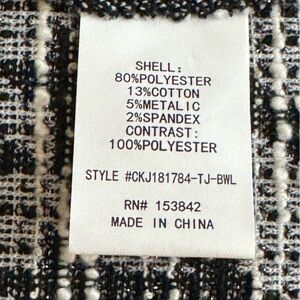 SHELL:
80%POLYESTER
13%COTTON
5%METALIC
2%SPANDEX
CONTRAST:
100%POLYESTER
STYLE #CKJ181784-TJ-BWL
RN# 153842
MADE IN CHINA